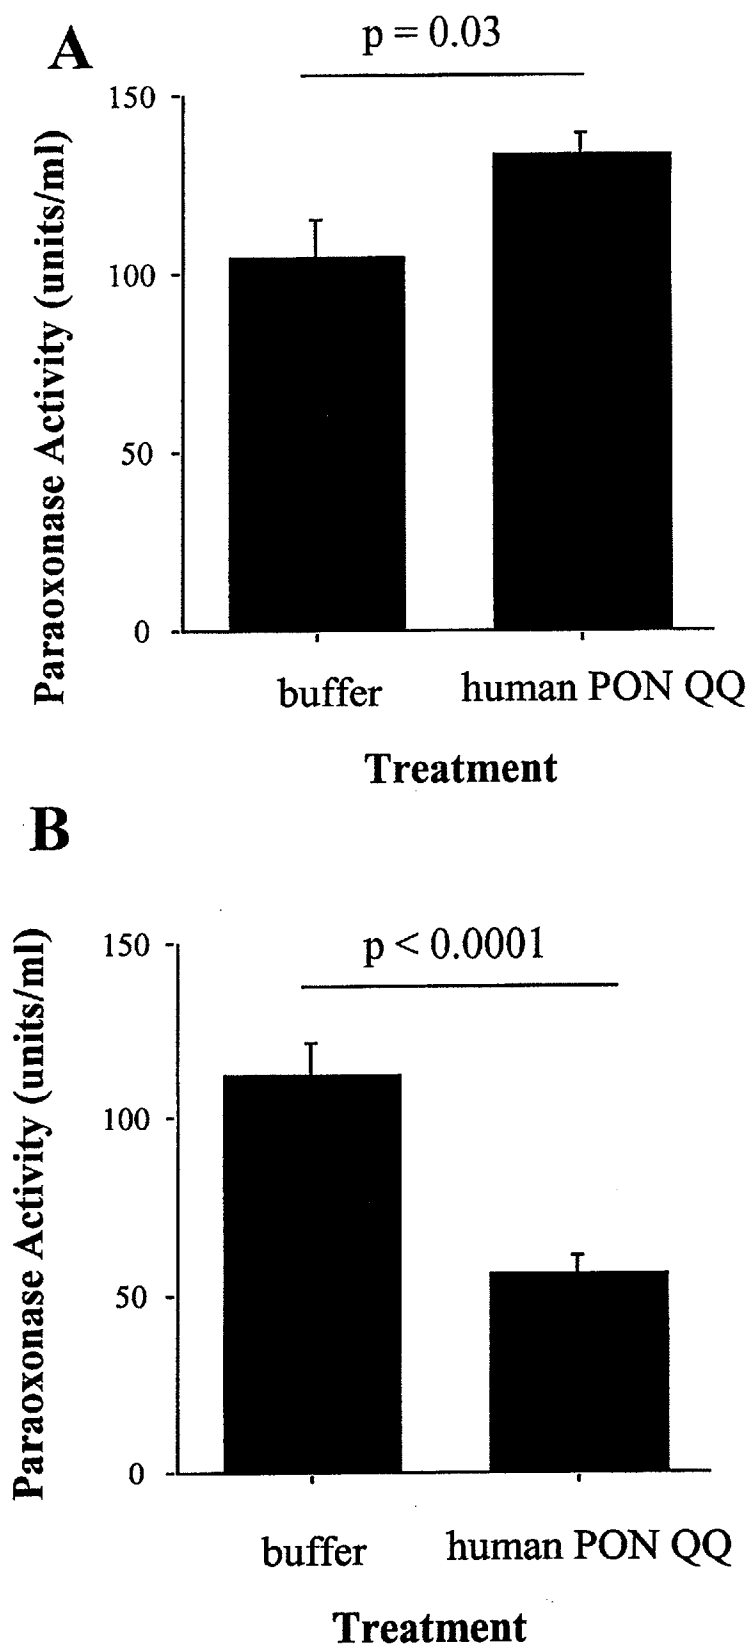 A
p = 0.03
Paraoxonase Activity (units/ml)
150
100
50
0
buffer
human PON QQ
Treatment
B
p < 0.0001
Paraoxonase Activity (units/ml)
150
100
50
0
buffer
human PON QQ
Treatment